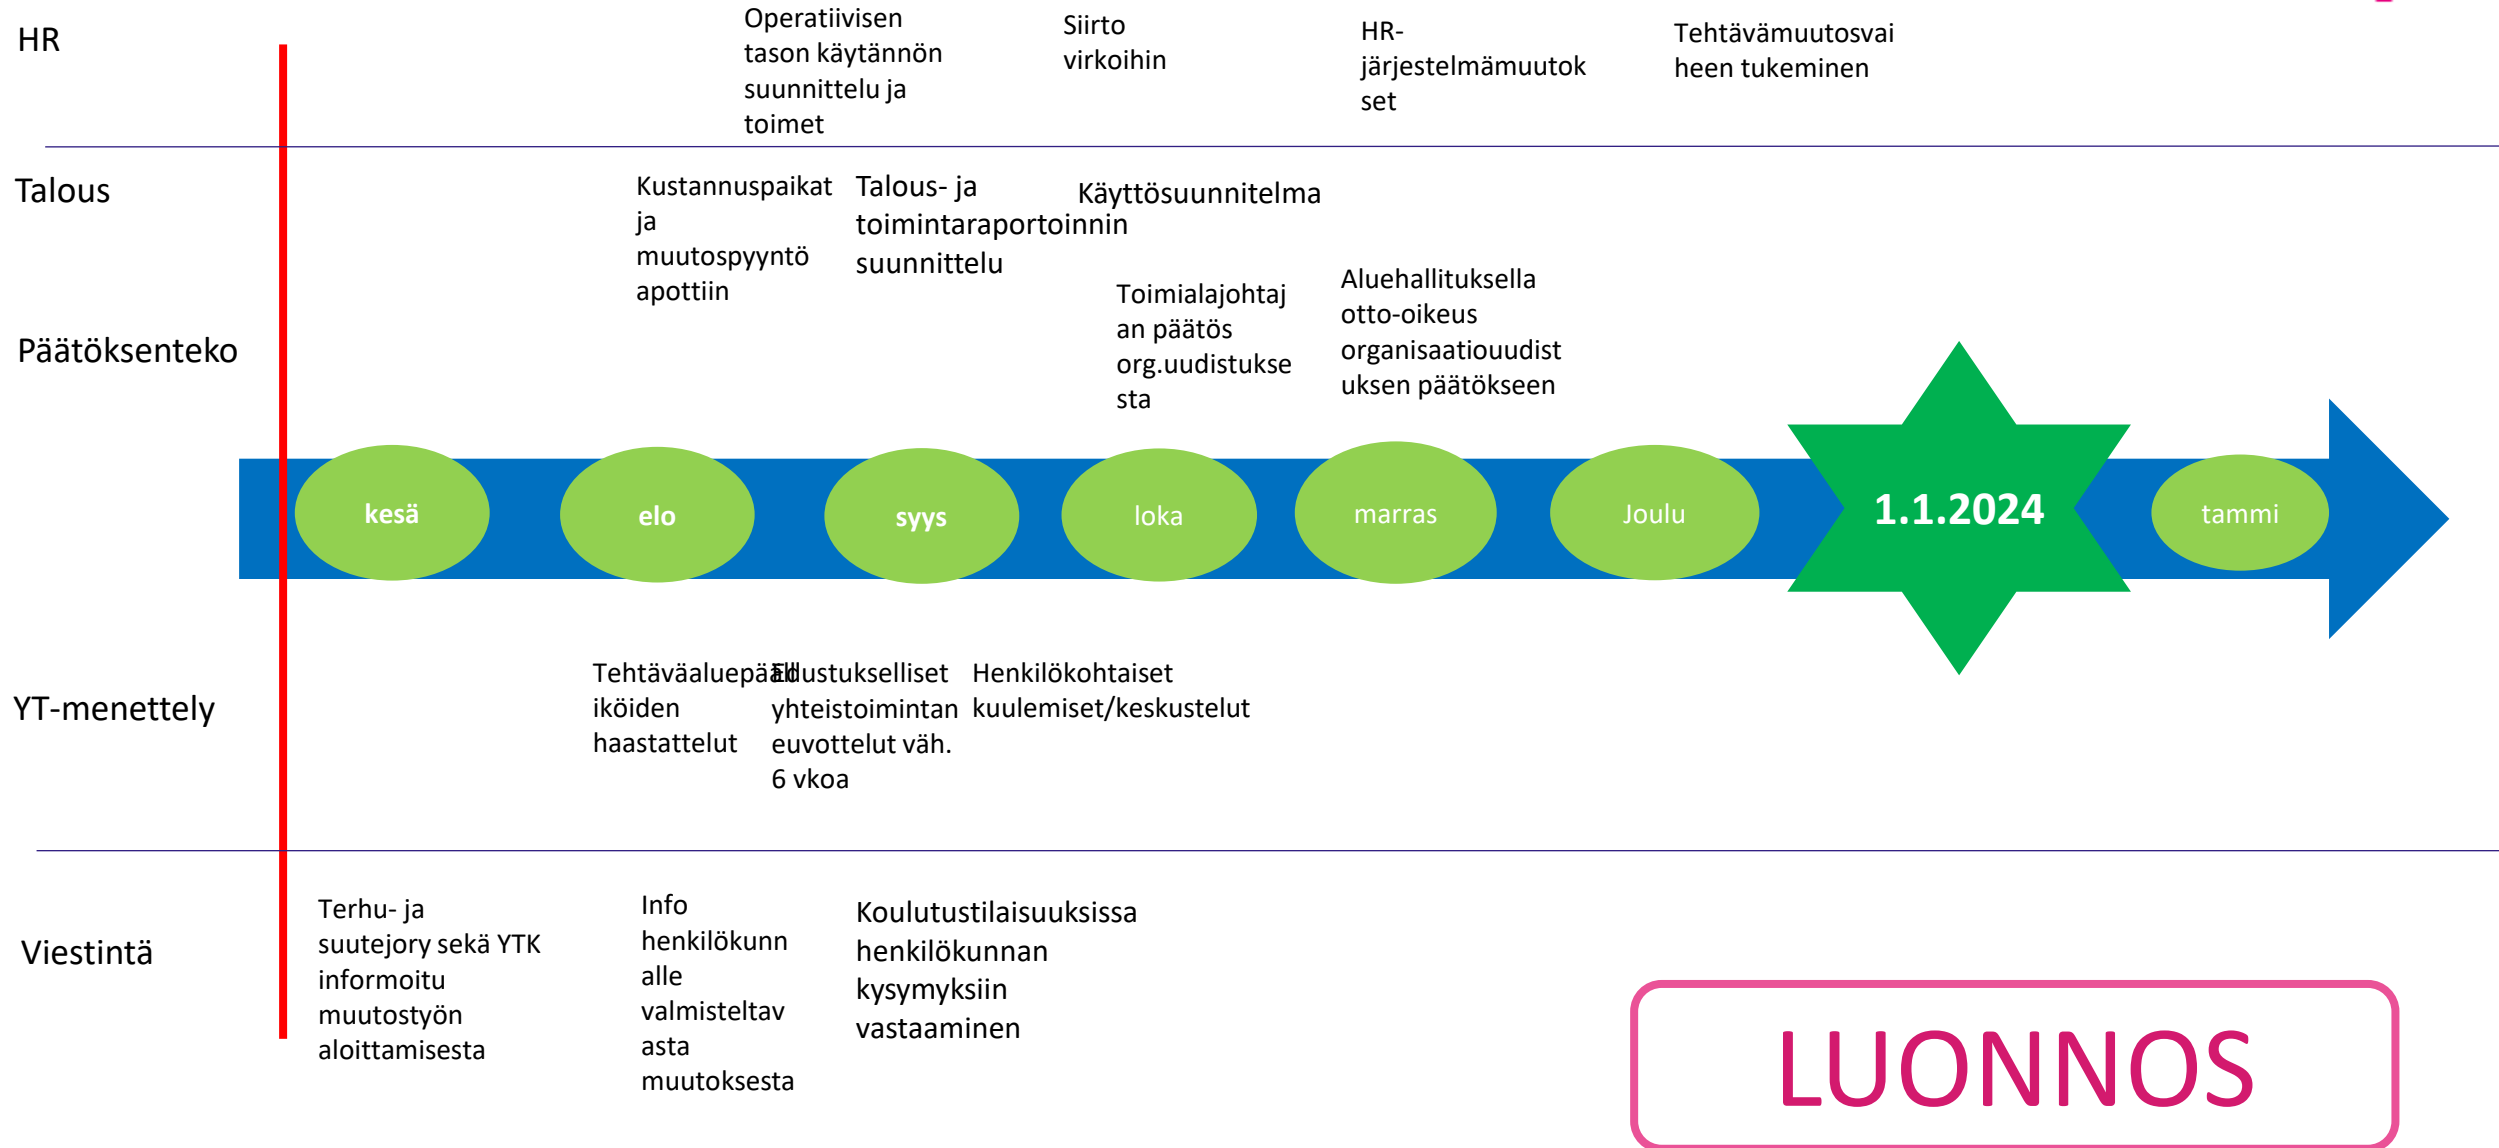 HR
Operatiivisen
tason käytännön
suunnittelu ja
toimet
Siirto
virkoihin
HR-
järjestelmämuutok
set
Tehtävämuutosvai
heen tukeminen
Talous
Kustannuspaikat
ja
muutospyyntö
apottiin
Talous- ja
toimintaraportoinnin
suunnittelu
Käyttösuunnitelma
Päätöksenteko
Toimialajohtaj
an päätös
org.uudistukse
sta
Aluehallituksella
otto-oikeus
organisaatiouudist
uksen päätökseen
kesä
elo
syys
loka
marras
Joulu
1.1.2024
tammi
YT-menettely
Tehtäväaluepääll
iköiden
haastattelut
Edustukselliset
yhteistoimintan
euvottelut väh.
6 vkoa
Henkilökohtaiset
kuulemiset/keskustelut
Viestintä
Terhu- ja
suutejory sekä YTK
informoitu
muutostyön
aloittamisesta
Info
henkilökunn
alle
valmisteltav
asta
muutoksesta
Koulutustilaisuuksissa
henkilökunnan
kysymyksiin
vastaaminen
LUONNOS